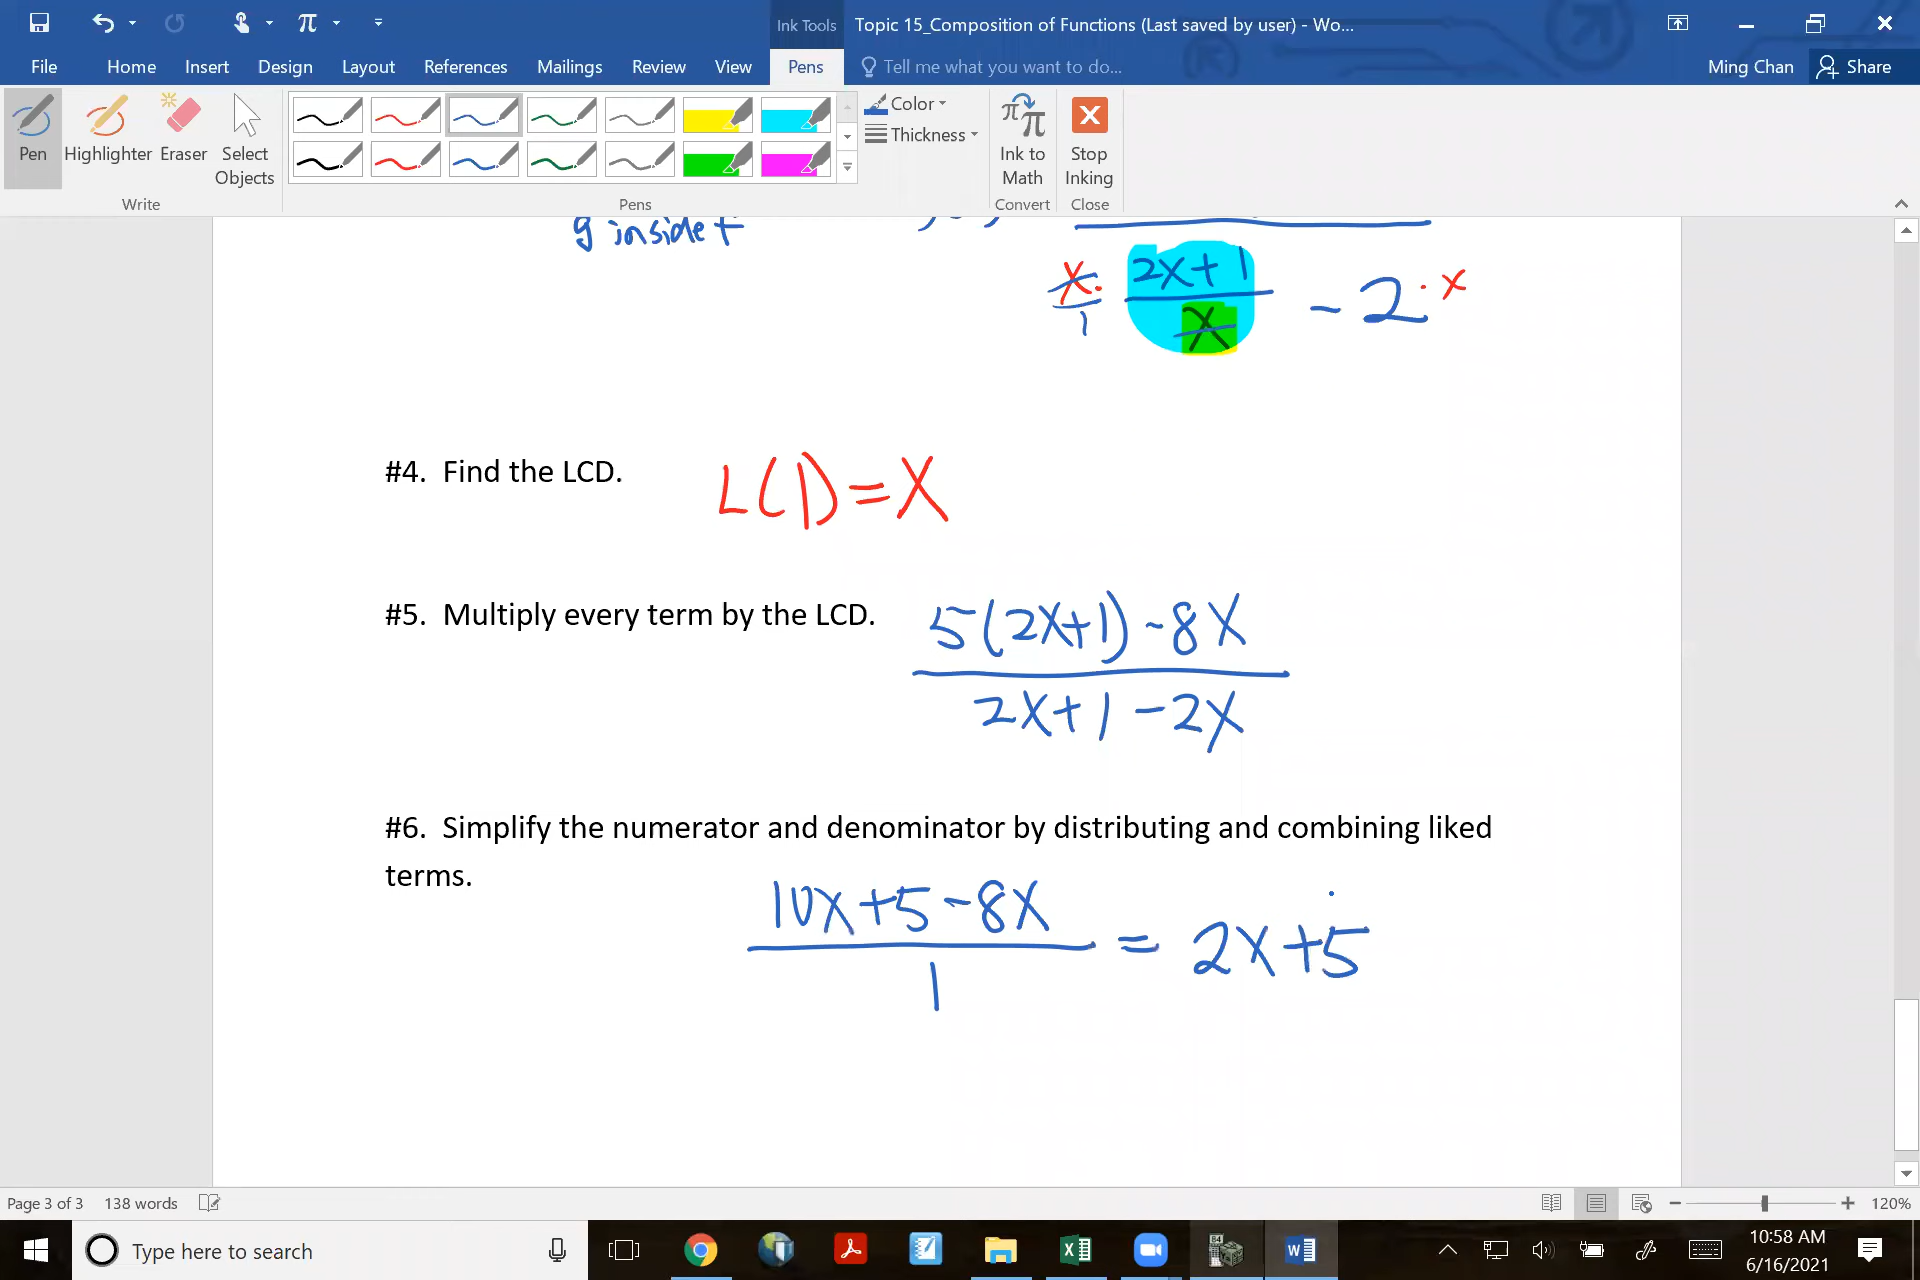 Ink Tools Topic 15_Composition of Functions (Last saved by user) - Wo...
File Home Insert Design Layout References Mailings Review View Pens Tell me what you want to do... Ming Chan Share
Color
Thickness
Pen Highlighter Eraser Select Objects
Ink to Math
Stop Inking
Write Pens Convert Close
g inside f
x · 2x+1 - 2 · x
1 x
#4. Find the LCD. LCD = X
#5. Multiply every term by the LCD. 5(2x+1) - 8x
2x+1 - 2x
#6. Simplify the numerator and denominator by distributing and combining liked
terms.
10x+5-8x = 2x+5
1
Page 3 of 3 138 words 120%
Type here to search
10:58 AM
6/16/2021